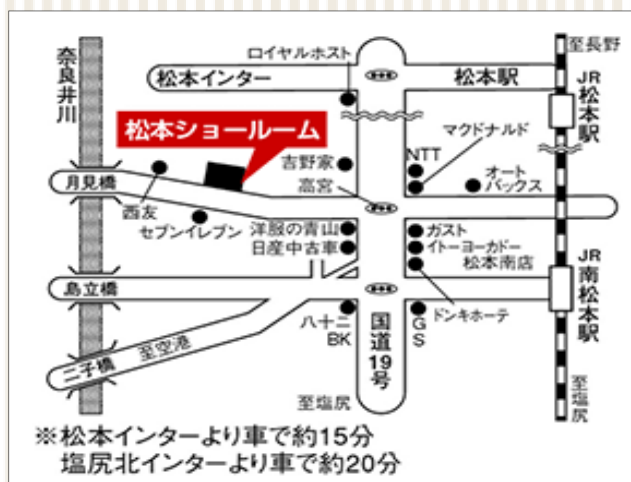 ロイヤルホスト
至長野
奈良井川
松本インター
松本駅
JR松本駅
松本ショールーム
マクドナルド
吉野家
NTT
オート
バックス
月見橋
西友
高宮
セブンイレブン
洋服の青山
ガスト
日産中古車
イトーヨーカドー
松本南店
JR南松本駅
島立橋
ドンキホーテ
八十二
BK
国道19号
GS
二子橋
至空港
至塩尻
至塩尻
※松本インターより車で約15分
塩尻北インターより車で約20分